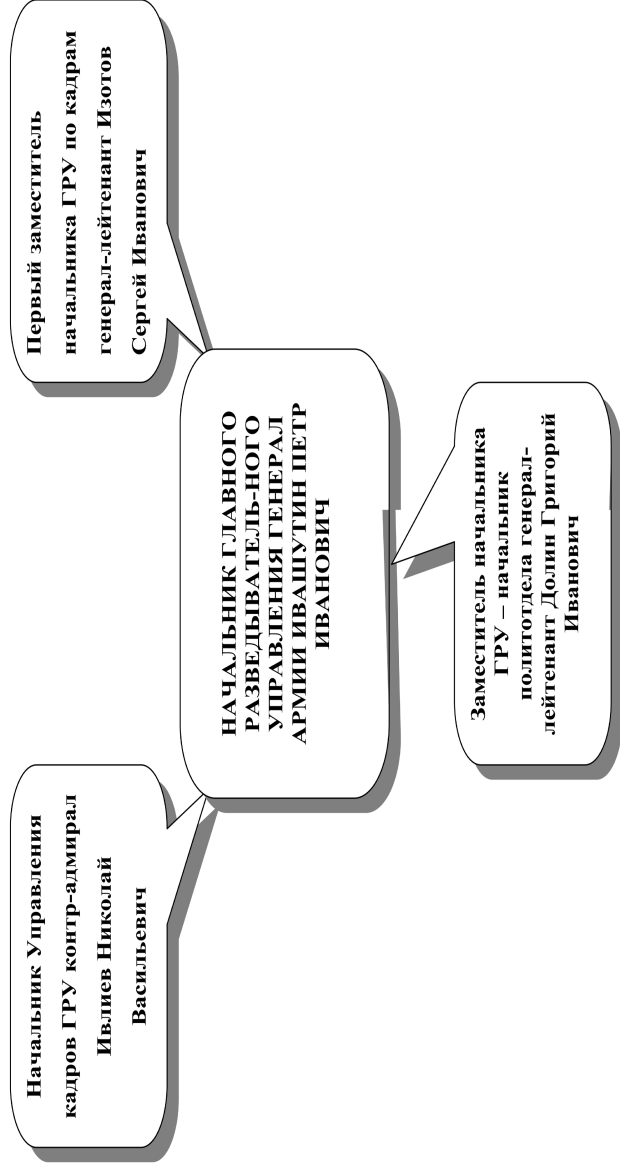 Начальник Управления
кадров ГРУ контр-адмирал
Ивлиев Николай
Васильевич
Первый заместитель
начальника ГРУ по кадрам
генерал-лейтенант Изотов
Сергей Иванович
НАЧАЛЬНИК ГЛАВНОГО
РАЗВЕДЫВАТЕЛЬ-НОГО
УПРАВЛЕНИЯ ГЕНЕРАЛ
АРМИИ ИВАШУТИН ПЕТР
ИВАНОВИЧ
Заместитель начальника
ГРУ – начальник
политотдела генерал-
лейтенант Долин Григорий
Иванович